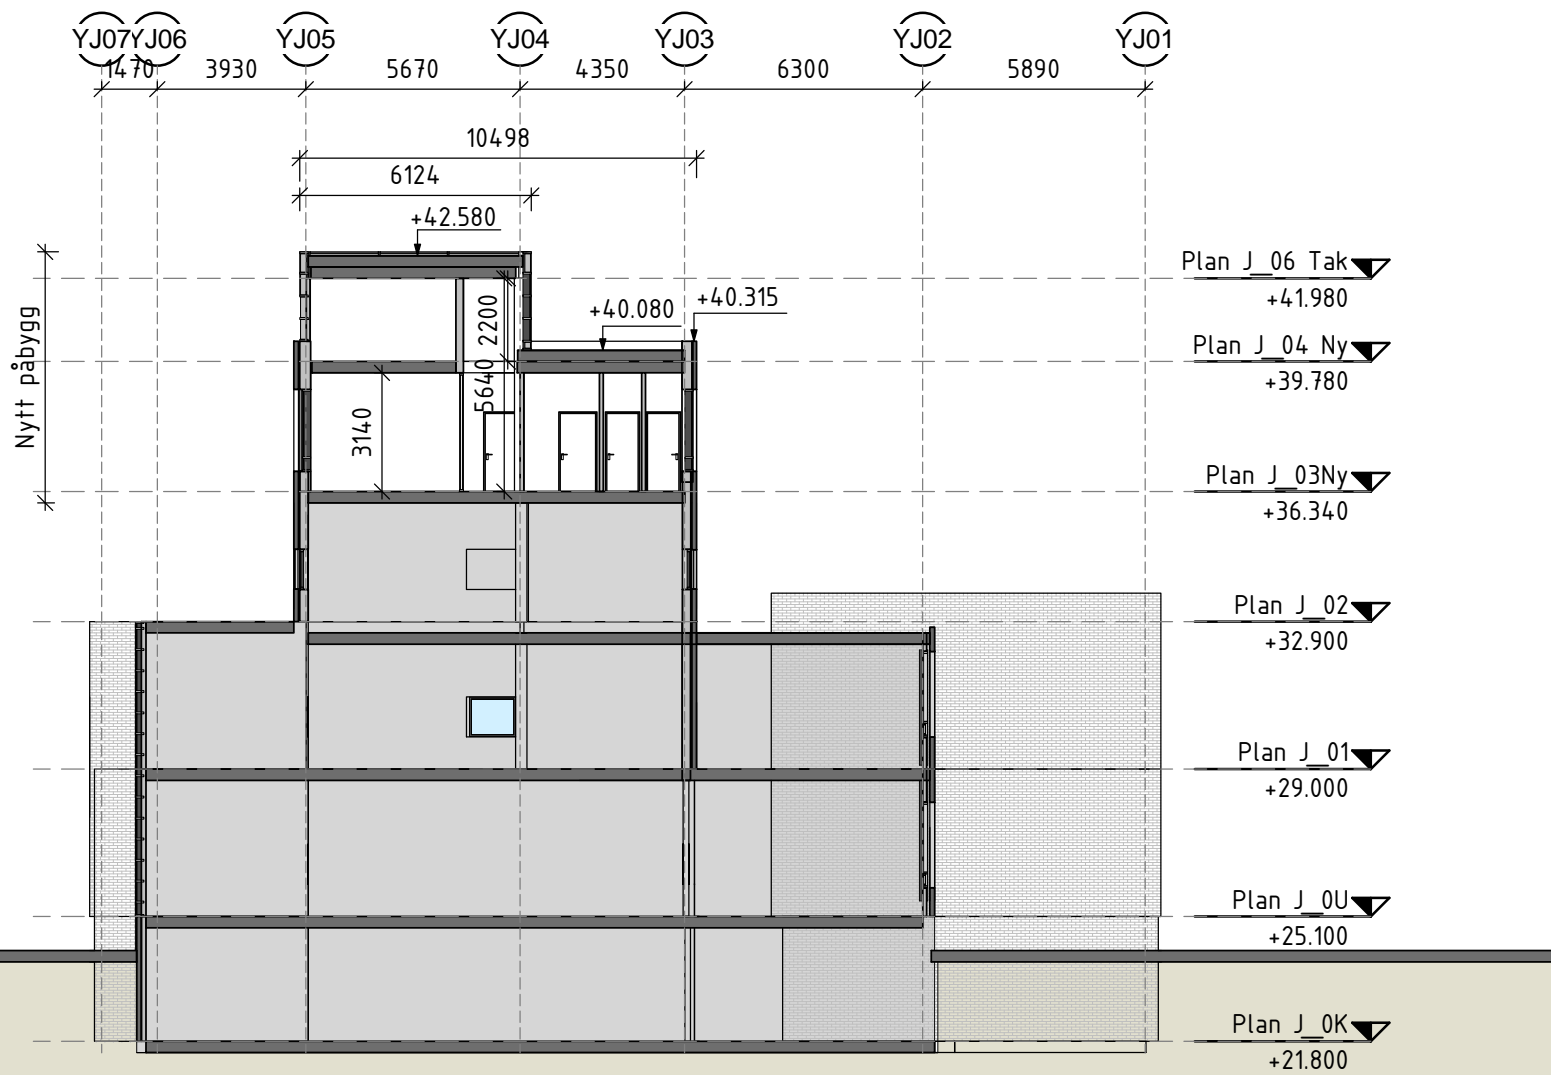 YJ07 YJ06 YJ05 YJ04 YJ03 YJ02 YJ01
1470 3930 5670 4350 6300 5890
10498
6124
+42.580
Plan J_06 Tak
+41.980
+40.080 +40.315
2200
Plan J_04 Ny
+39.780
Nytt påbygg
5640
3140
Plan J_03Ny
+36.340
Plan J_02
+32.900
Plan J_01
+29.000
Plan J_0U
+25.100
Plan J_0K
+21.800